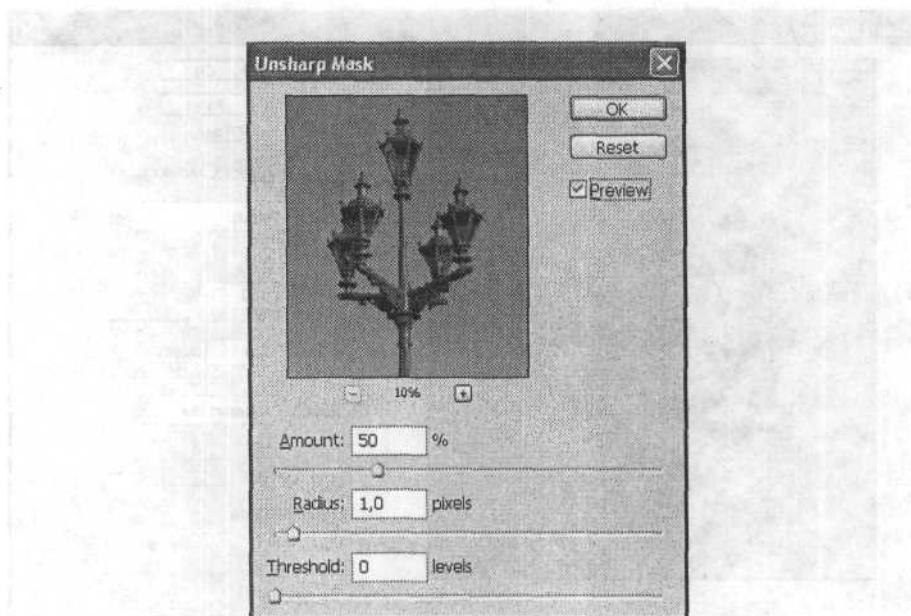 Unsharp Mask
OK
Reset
Preview
10%
Amount: 50 %
Radius: 1,0 pixels
Threshold: 0 levels